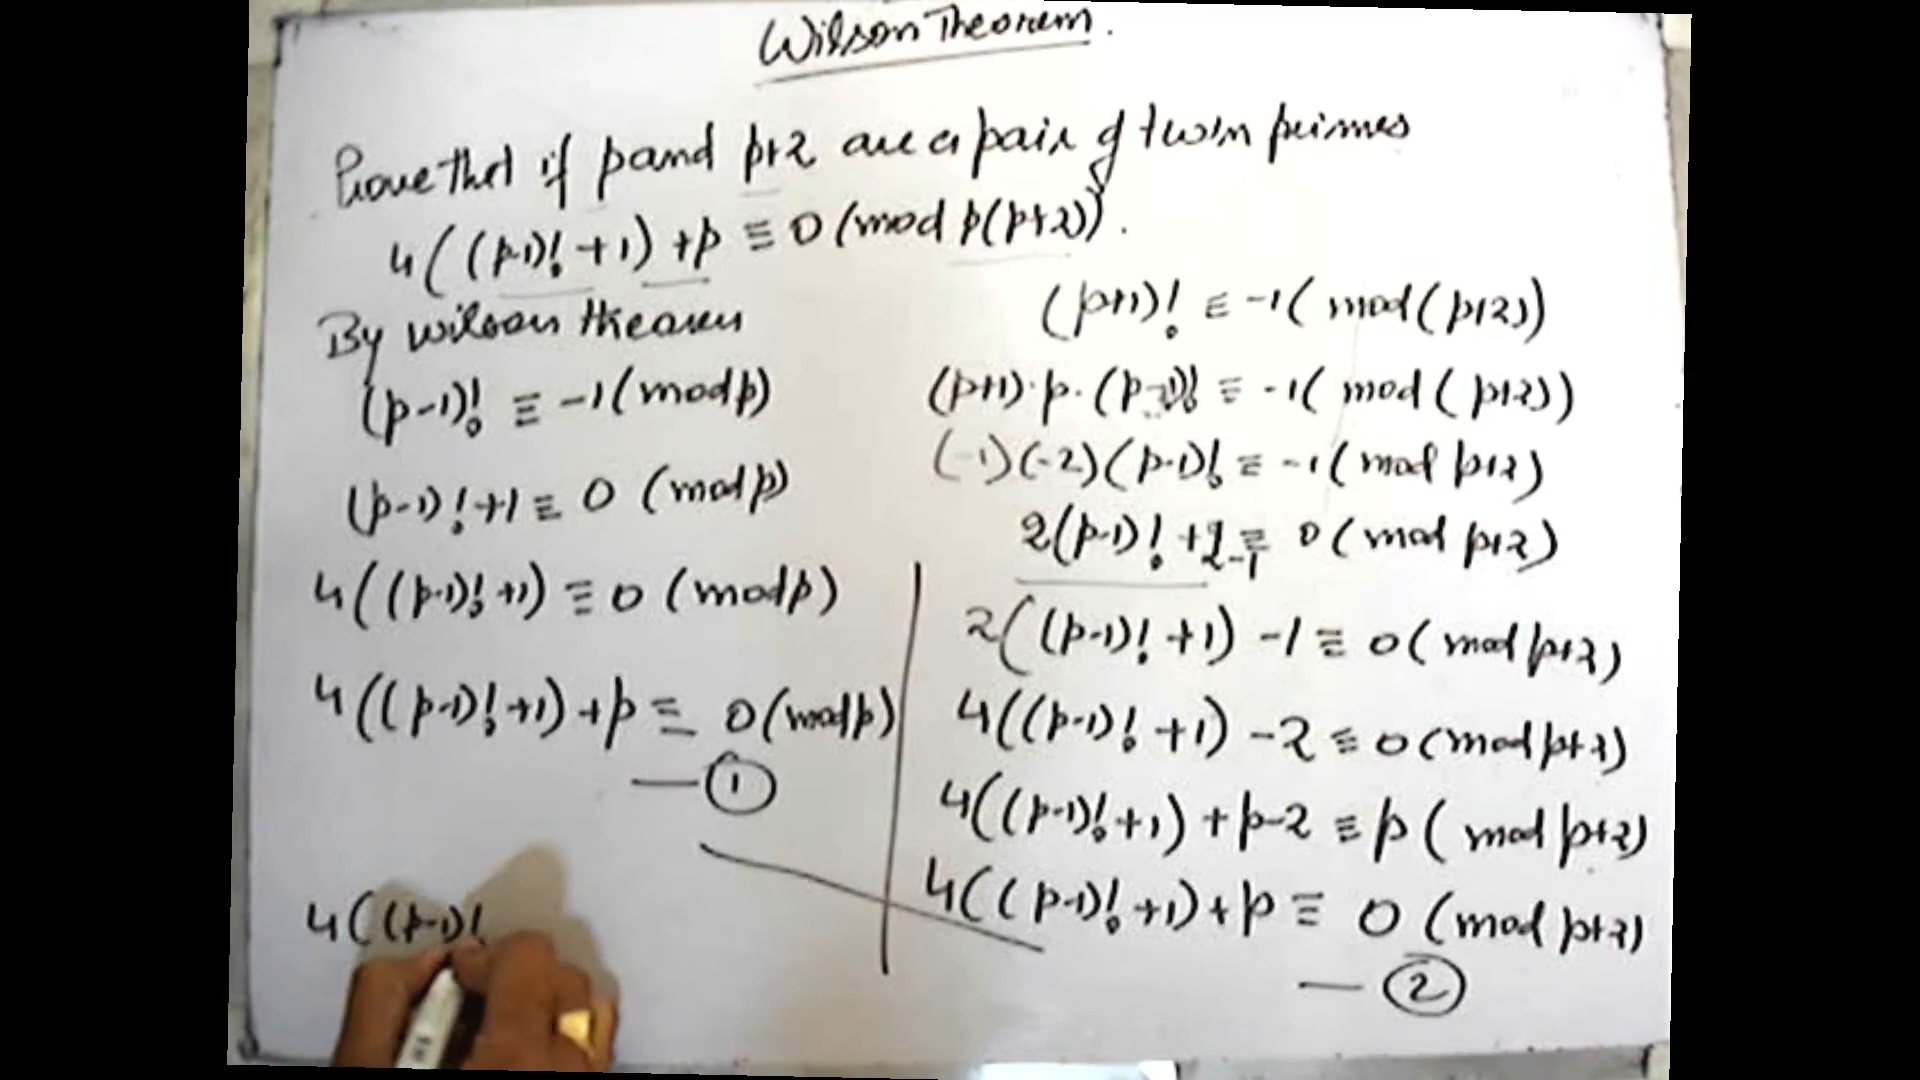 Wilson Theorem.
Prove that if p and p+2 are a pair of twin primes
4((p-1)!+1)+p ≡ 0 (mod p(p+2)).
By wilson theorem
(p-1)! ≡ -1 (mod p)
(p-1)!+1 ≡ 0 (mod p)
4((p-1)!+1) ≡ 0 (mod p)
4((p-1)!+1)+p ≡ 0 (mod p)
— ①
4((p-1)!
(p+1)! ≡ -1 (mod (p+2))
(p+1)·p·(p-1)! ≡ -1 (mod (p+2))
(-1)(-2)(p-1)! ≡ -1 (mod p+2)
2(p-1)! +2-1 ≡ 0 (mod p+2)
2((p-1)!+1) -1 ≡ 0 (mod p+2)
4((p-1)!+1) -2 ≡ 0 (mod p+2)
4((p-1)!+1)+p-2 ≡ p (mod p+2)
4((p-1)!+1)+p ≡ 0 (mod p+2)
— ②